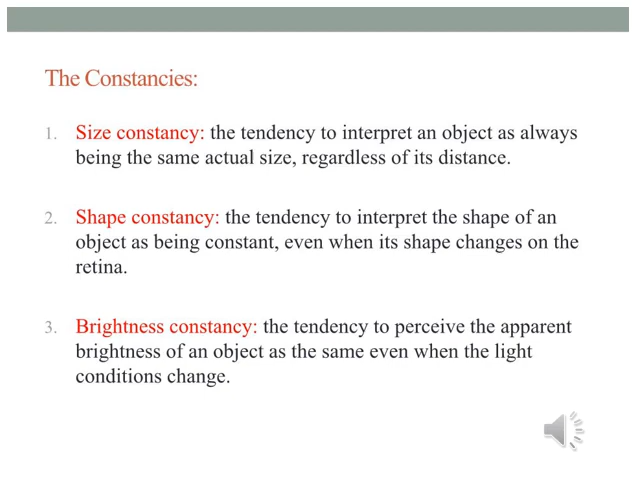 The Constancies:
1. Size constancy: the tendency to interpret an object as always
being the same actual size, regardless of its distance.
2. Shape constancy: the tendency to interpret the shape of an
object as being constant, even when its shape changes on the
retina.
3. Brightness constancy: the tendency to perceive the apparent
brightness of an object as the same even when the light
conditions change.